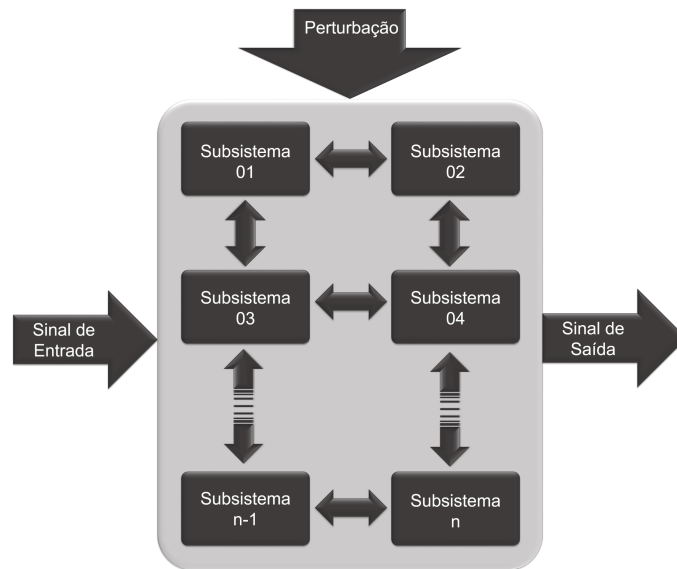 Perturbação
Subsistema
01
Subsistema
02
Subsistema
03
Subsistema
04
Sinal de
Entrada
Sinal de
Saída
Subsistema
n-1
Subsistema
n